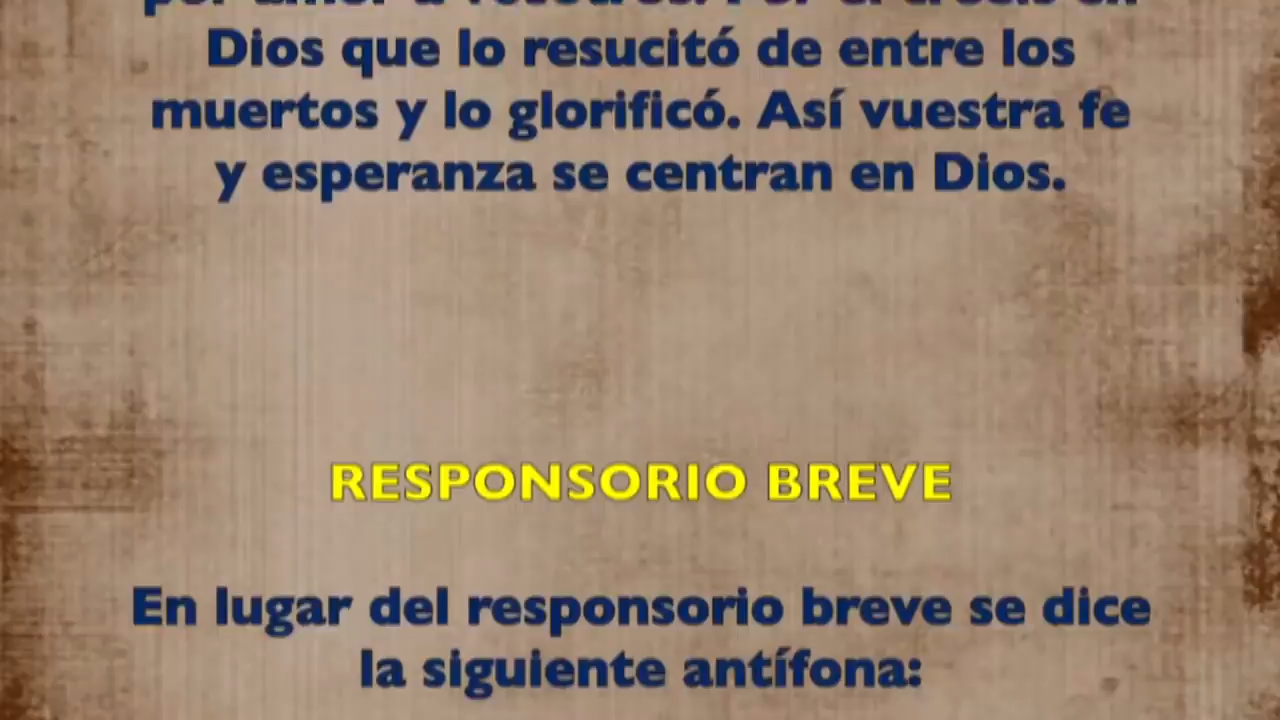 Dios que lo resucitó de entre los
muertos y lo glorificó. Así vuestra fe
y esperanza se centran en Dios.
RESPONSORIO BREVE
En lugar del responsorio breve se dice
la siguiente antífona: